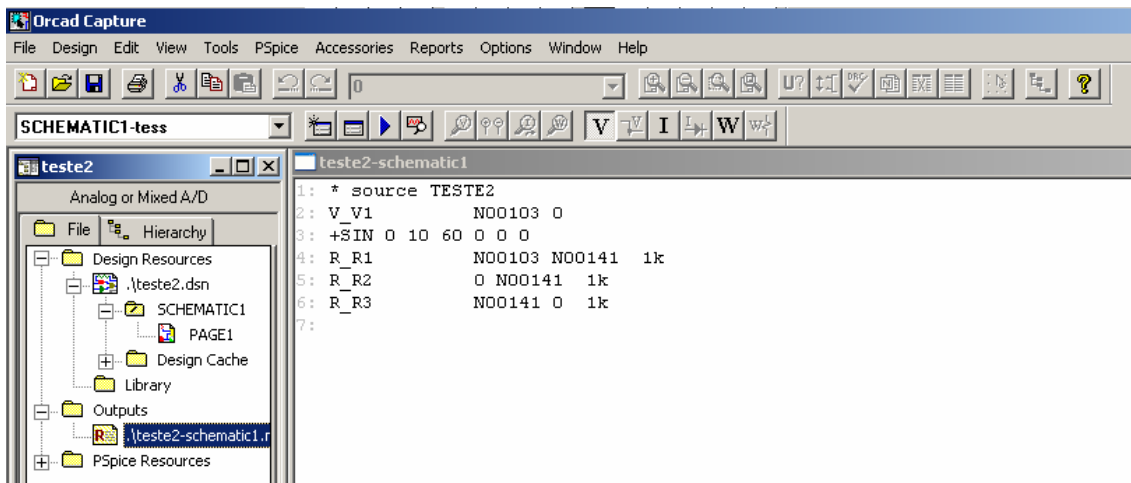 Orcad Capture
File Design Edit View Tools PSpice Accessories Reports Options Window Help
0
U?
DRC
V V I I W W
SCHEMATIC1-tess
teste2
teste2-schematic1
Analog or Mixed A/D
File Hierarchy
Design Resources
.\teste2.dsn
SCHEMATIC1
PAGE1
Design Cache
Library
Outputs
.\teste2-schematic1.r
PSpice Resources
1: * source TESTE2
2: V_V1 N00103 0
3: +SIN 0 10 60 0 0 0
4: R_R1 N00103 N00141 1k
5: R_R2 0 N00141 1k
6: R_R3 N00141 0 1k
7: